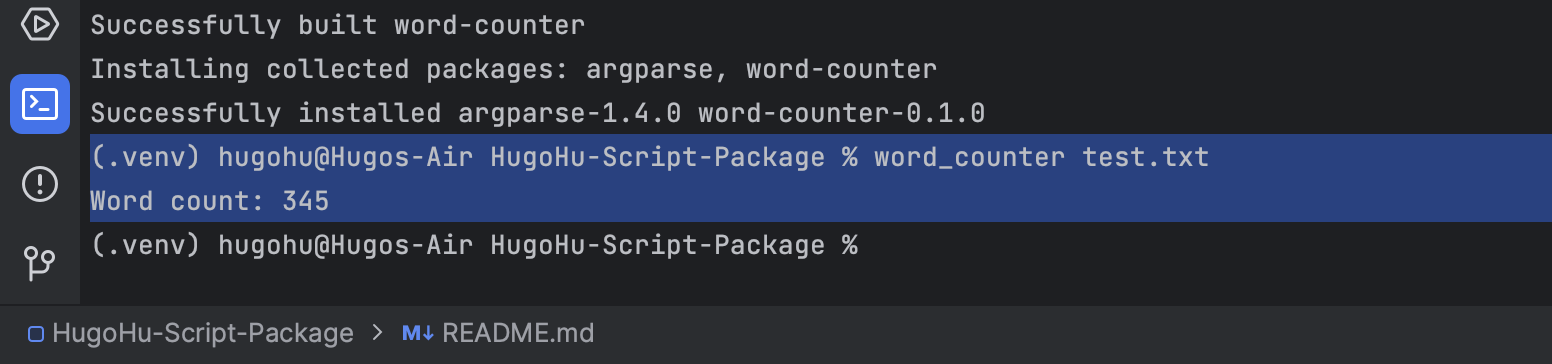 Successfully built word-counter
Installing collected packages: argparse, word-counter
Successfully installed argparse-1.4.0 word-counter-0.1.0
(.venv) hugohu@Hugos-Air HugoHu-Script-Package % word_counter test.txt
Word count: 345
(.venv) hugohu@Hugos-Air HugoHu-Script-Package %
HugoHu-Script-Package > M↓ README.md